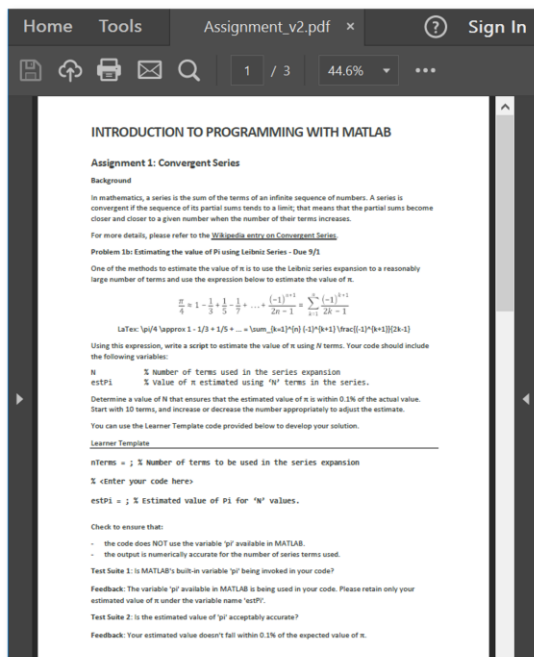 Home Tools Assignment_v2.pdf × ? Sign In
1 / 3 44.6% •••
INTRODUCTION TO PROGRAMMING WITH MATLAB
Assignment 1: Convergent Series
Background
In mathematics, a series is the sum of the terms of an infinite sequence of numbers. A series is
convergent if the sequence of its partial sums tends to a limit; that means that the partial sums become
closer and closer to a given number when the number of their terms increases.
For more details, please refer to the Wikipedia entry on Convergent Series.
Problem 1b: Estimating the value of Pi using Leibniz Series - Due 9/1
One of the methods to estimate the value of π is to use the Leibniz series expansion to a reasonably
large number of terms and use the expression below to estimate the value of π.
π/4 ≈ 1 − 1/3 + 1/5 − 1/7 + … + (−1)^(n+1)/(2n − 1) = ∑_(k=1)^n (−1)^(k+1)/(2k − 1)
LaTex: \pi/4 \approx 1 - 1/3 + 1/5 + ... = \sum_{k=1}^{n} (-1)^{k+1} \frac{(-1)^{k+1}}{2k-1}
Using this expression, write a script to estimate the value of π using N terms. Your code should include
the following variables:
N % Number of terms used in the series expansion
estPi % Value of π estimated using 'N' terms in the series.
Determine a value of N that ensures that the estimated value of π is within 0.1% of the actual value.
Start with 10 terms, and increase or decrease the number appropriately to adjust the estimate.
You can use the Learner Template code provided below to develop your solution.
Learner Template
nTerms = ; % Number of terms to be used in the series expansion
% <Enter your code here>
estPi = ; % Estimated value of Pi for 'N' values.
Check to ensure that:
- the code does NOT use the variable 'pi' available in MATLAB.
- the output is numerically accurate for the number of series terms used.
Test Suite 1: Is MATLAB's built-in variable 'pi' being invoked in your code?
Feedback: The variable 'pi' available in MATLAB is being used in your code. Please retain only your
estimated value of π under the variable name 'estPi'.
Test Suite 2: Is the estimated value of 'pi' acceptably accurate?
Feedback: Your estimated value doesn't fall within 0.1% of the expected value of π.